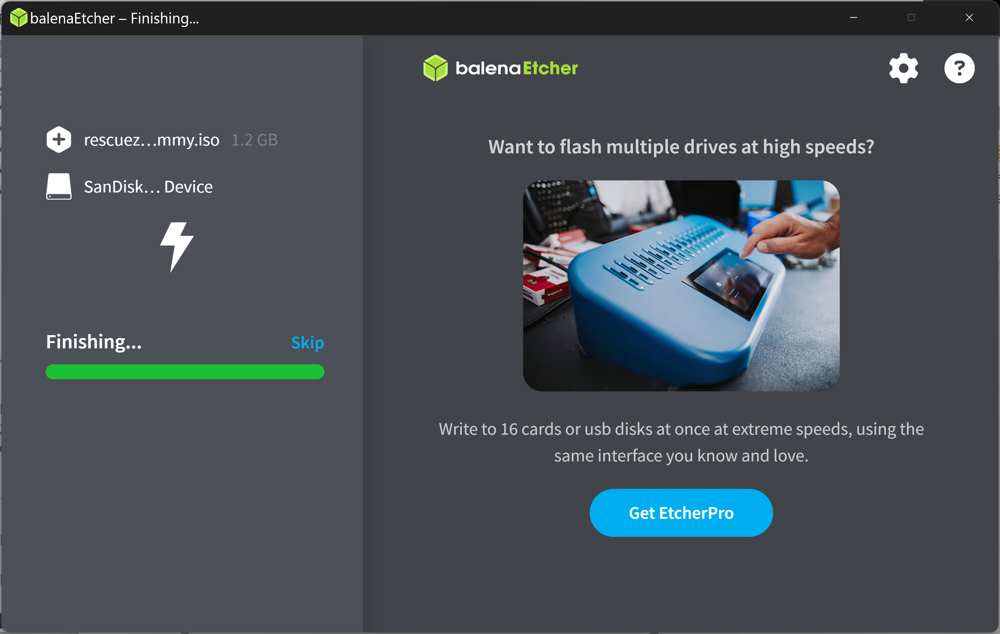 balenaEtcher – Finishing...
balenaEtcher
rescuez…mmy.iso 1.2 GB
SanDisk… Device
Finishing... Skip
Want to flash multiple drives at high speeds?
Raspberry Pi
Write to 16 cards or usb disks at once at extreme speeds, using the
same interface you know and love.
Get EtcherPro